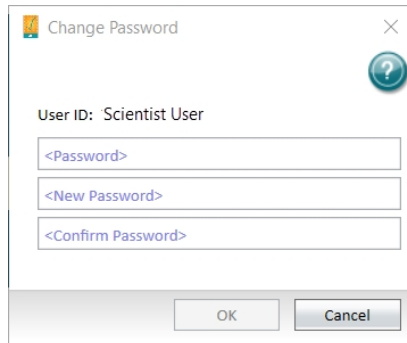 Change Password
?
User ID: Scientist User
<Password>
<New Password>
<Confirm Password>
OK
Cancel